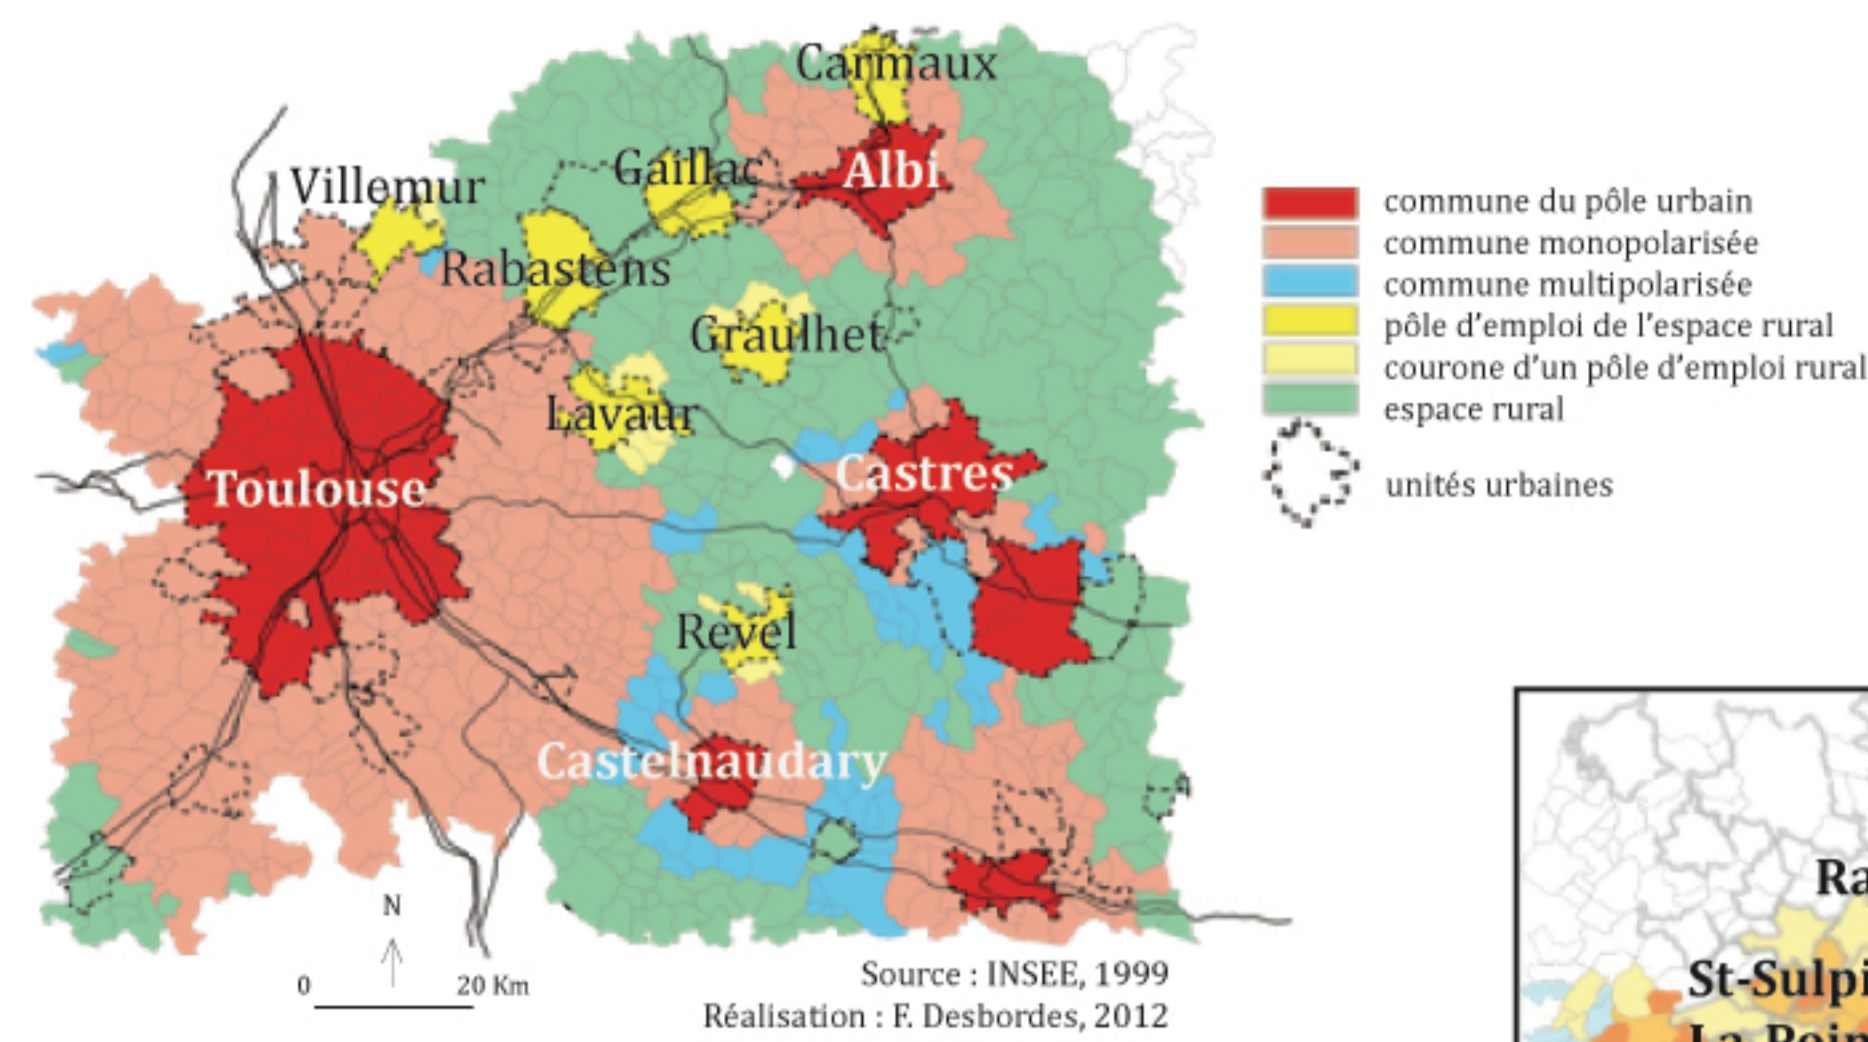 Carmaux
Albi
Gaillac
Villemur
Rabastens
Graulhet
Lavaur
Castres
Toulouse
Revel
Castelnaudary
commune du pôle urbain
commune monopolarisée
commune multipolarisée
pôle d'emploi de l'espace rural
courone d'un pôle d'emploi rural
espace rural
unités urbaines
N
0 20 Km
Source : INSEE, 1999
Réalisation : F. Desbordes, 2012
Ra
St-Sulpi